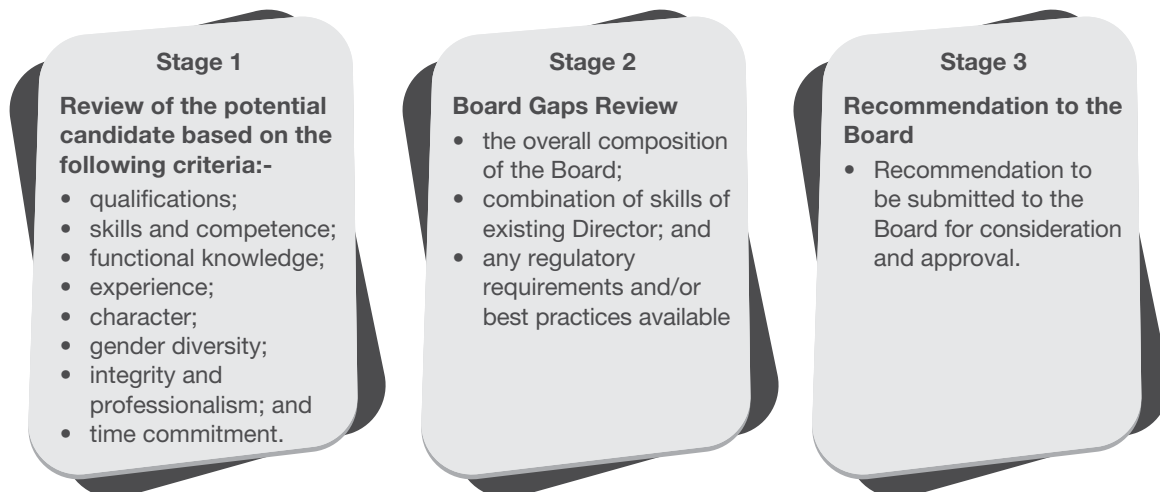 Stage 1
Review of the potential
candidate based on the
following criteria:-
• qualifications;
• skills and competence;
• functional knowledge;
• experience;
• character;
• gender diversity;
• integrity and
professionalism; and
• time commitment.
Stage 2
Board Gaps Review
• the overall composition
of the Board;
• combination of skills of
existing Director; and
• any regulatory
requirements and/or
best practices available
Stage 3
Recommendation to the
Board
• Recommendation to
be submitted to the
Board for consideration
and approval.